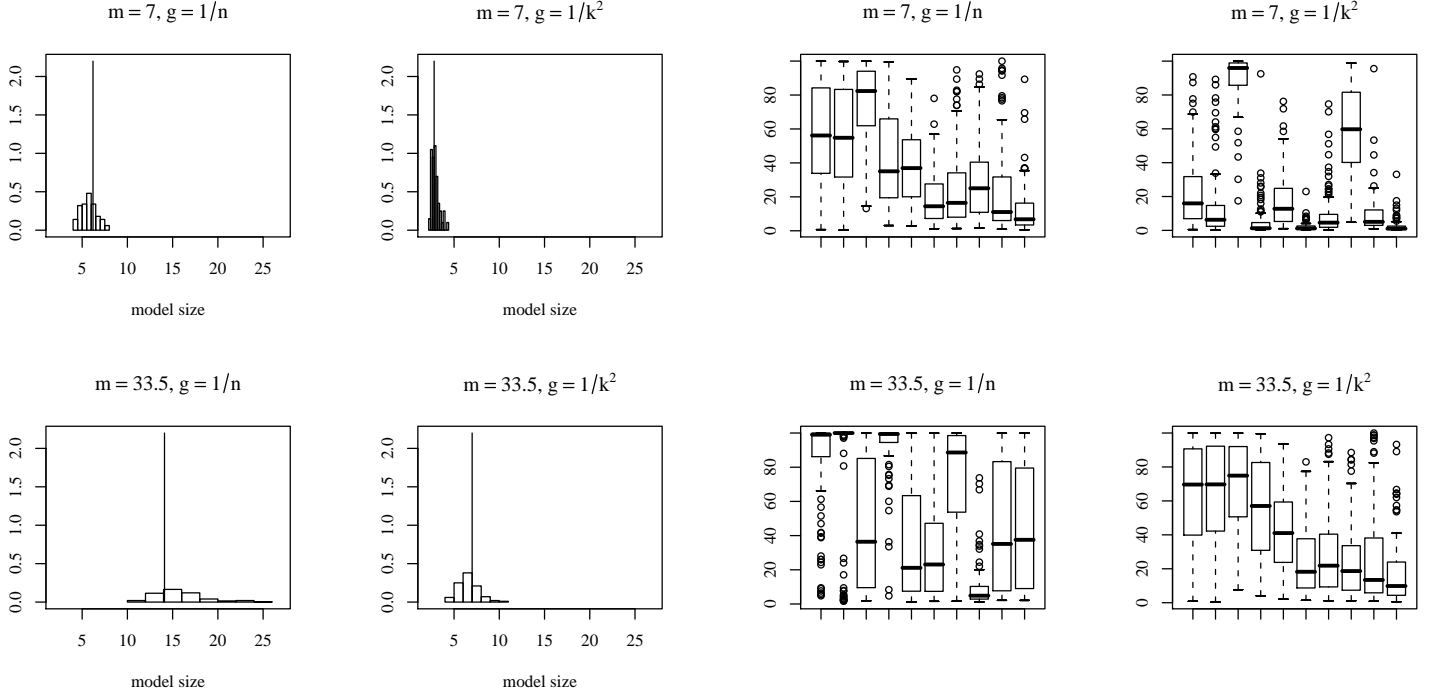 m = 7, g = 1/n
m = 7, g = 1/k²
m = 7, g = 1/n
m = 7, g = 1/k²
0.0 0.5 1.0 1.5 2.0
5 10 15 20 25
model size
0.0 0.5 1.0 1.5 2.0
5 10 15 20 25
model size
0 20 40 60 80
0 20 40 60 80
m = 33.5, g = 1/n
m = 33.5, g = 1/k²
m = 33.5, g = 1/n
m = 33.5, g = 1/k²
0.0 0.5 1.0 1.5 2.0
5 10 15 20 25
model size
0.0 0.5 1.0 1.5 2.0
5 10 15 20 25
model size
0 20 40 60 80
0 20 40 60 80